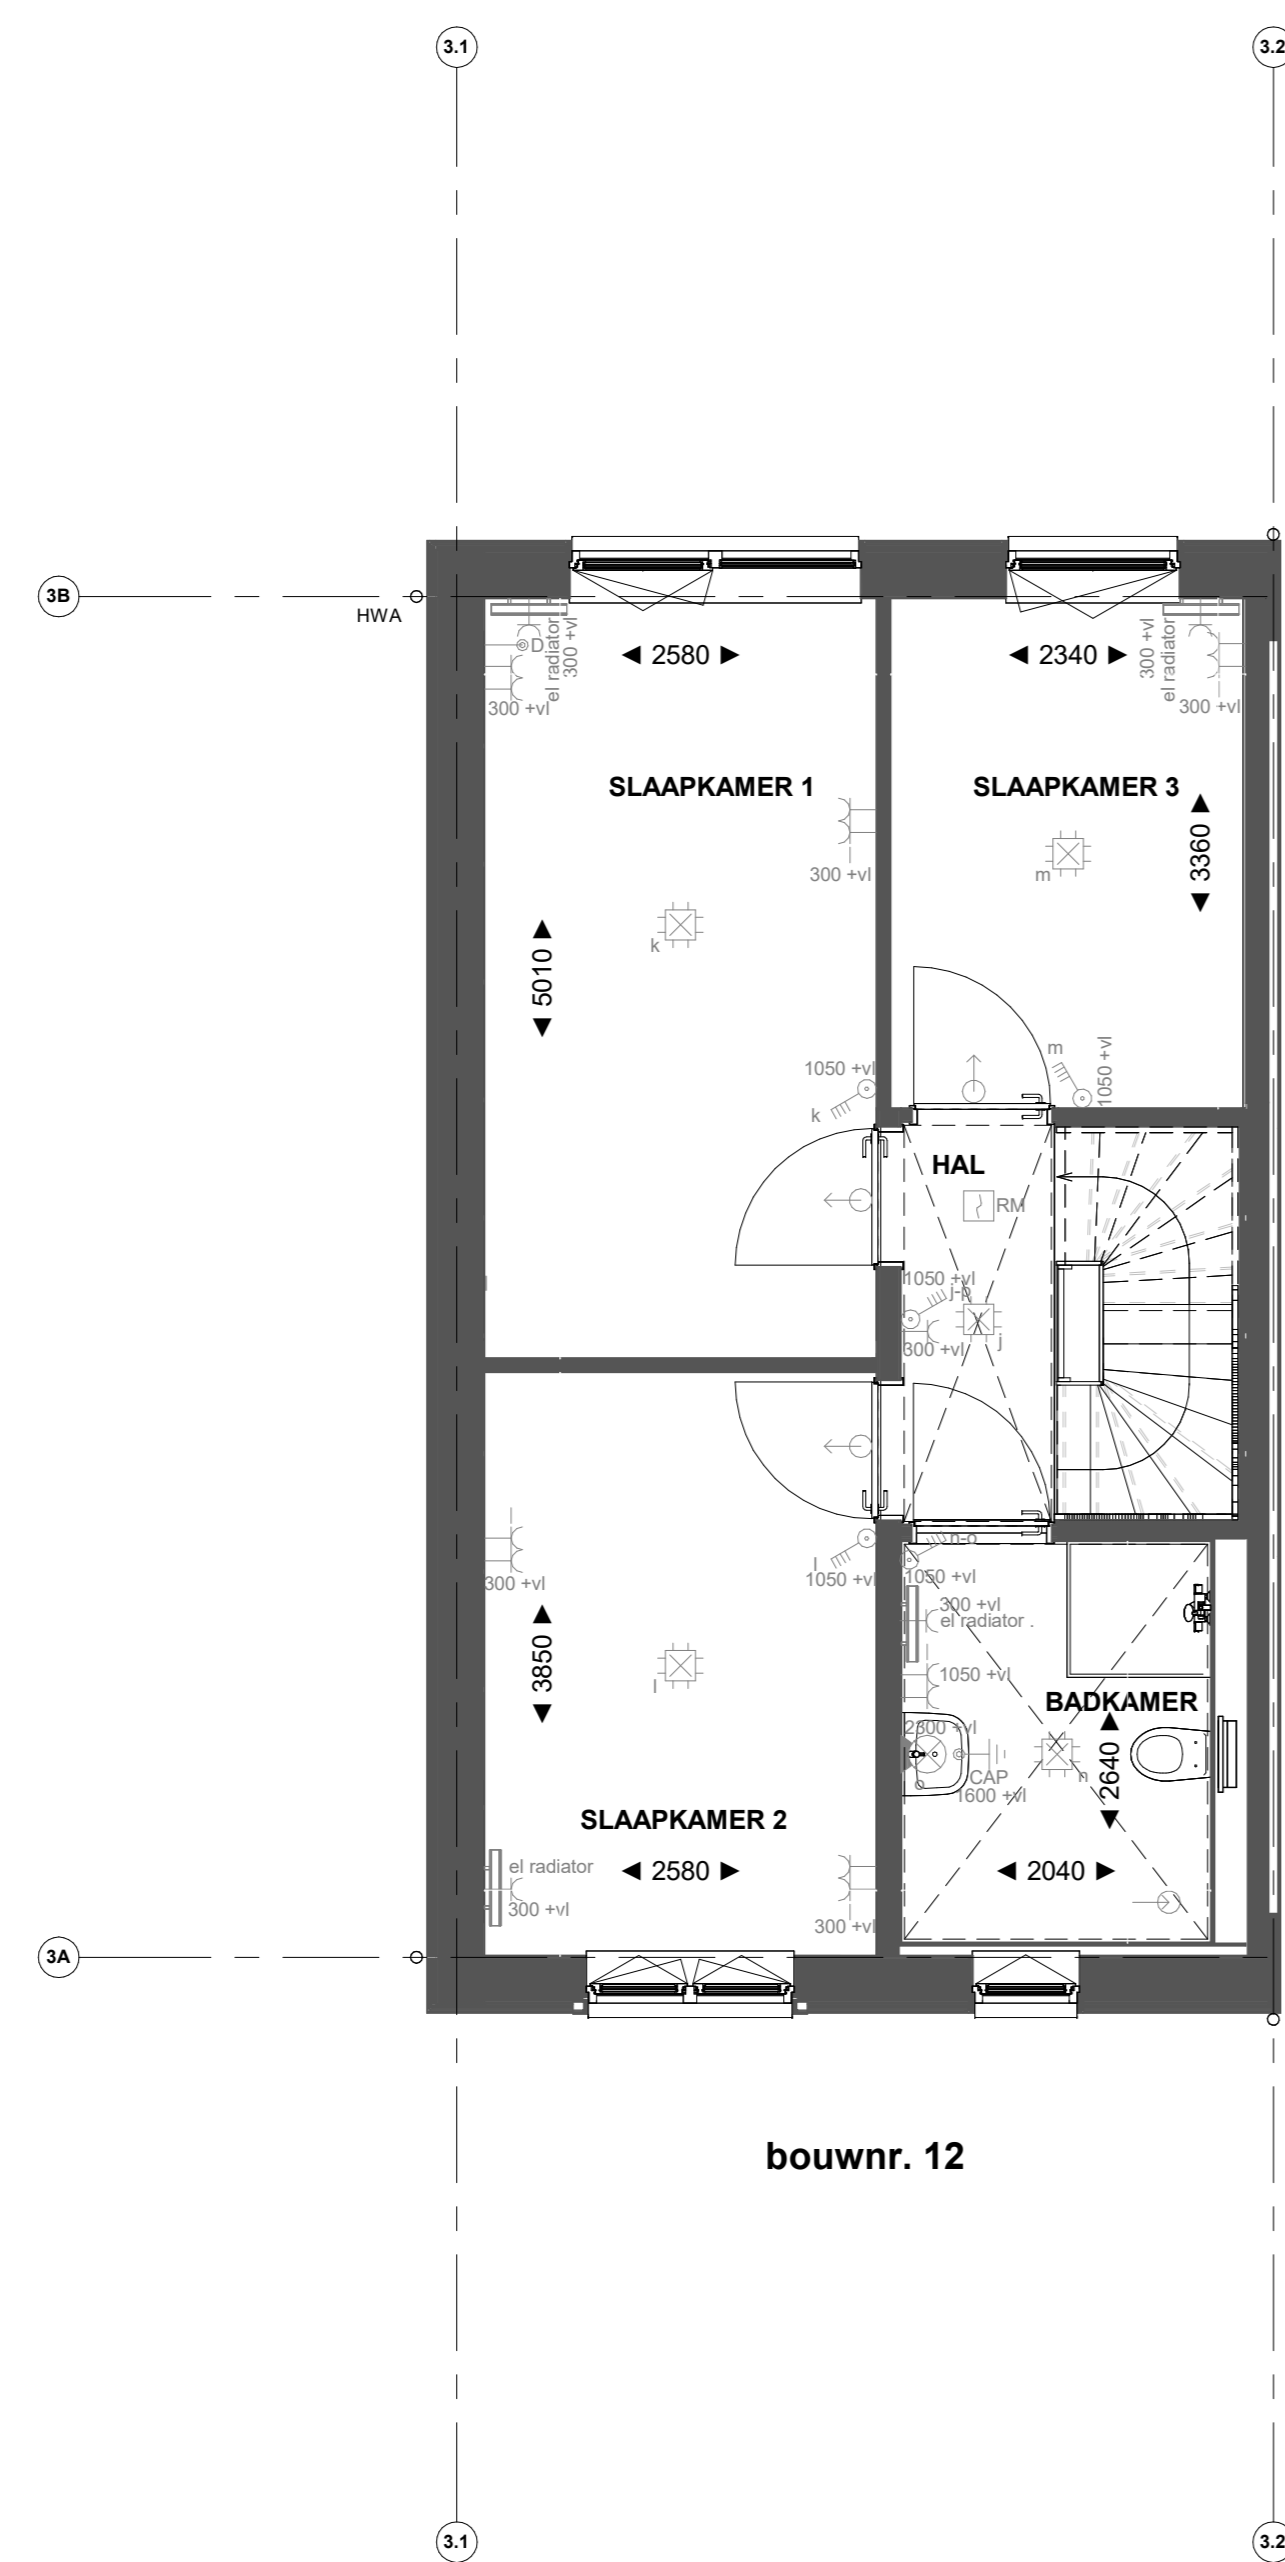 3.1
3.2
3B
HWA
D
el radiator
300 +vl
300 +vl
2580
2340
300 +vl
el radiator
300 +vl
SLAAPKAMER 1
SLAAPKAMER 3
3360
300 +vl
m
k
5010
1050 +vl
k
m
1050 +vl
HAL
RM
1050 +vl
j-p
j
300 +vl
n-o
1050 +vl
l
1050 +vl
300 +vl
300 +vl
el radiator .
3850
l
1050 +vl
BADKAMER
2300 +vl
CAP
1600 +vl
n
2640
SLAAPKAMER 2
el radiator
2580
2040
300 +vl
300 +vl
3A
bouwnr. 12
3.1
3.2